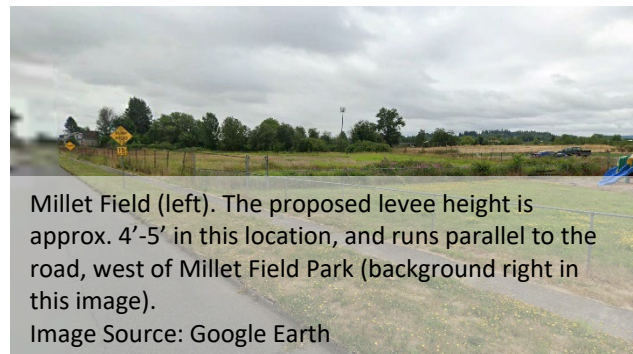 Millet Field (left). The proposed levee height is
approx. 4’-5’ in this location, and runs parallel to the
road, west of Millet Field Park (background right in
this image).
Image Source: Google Earth